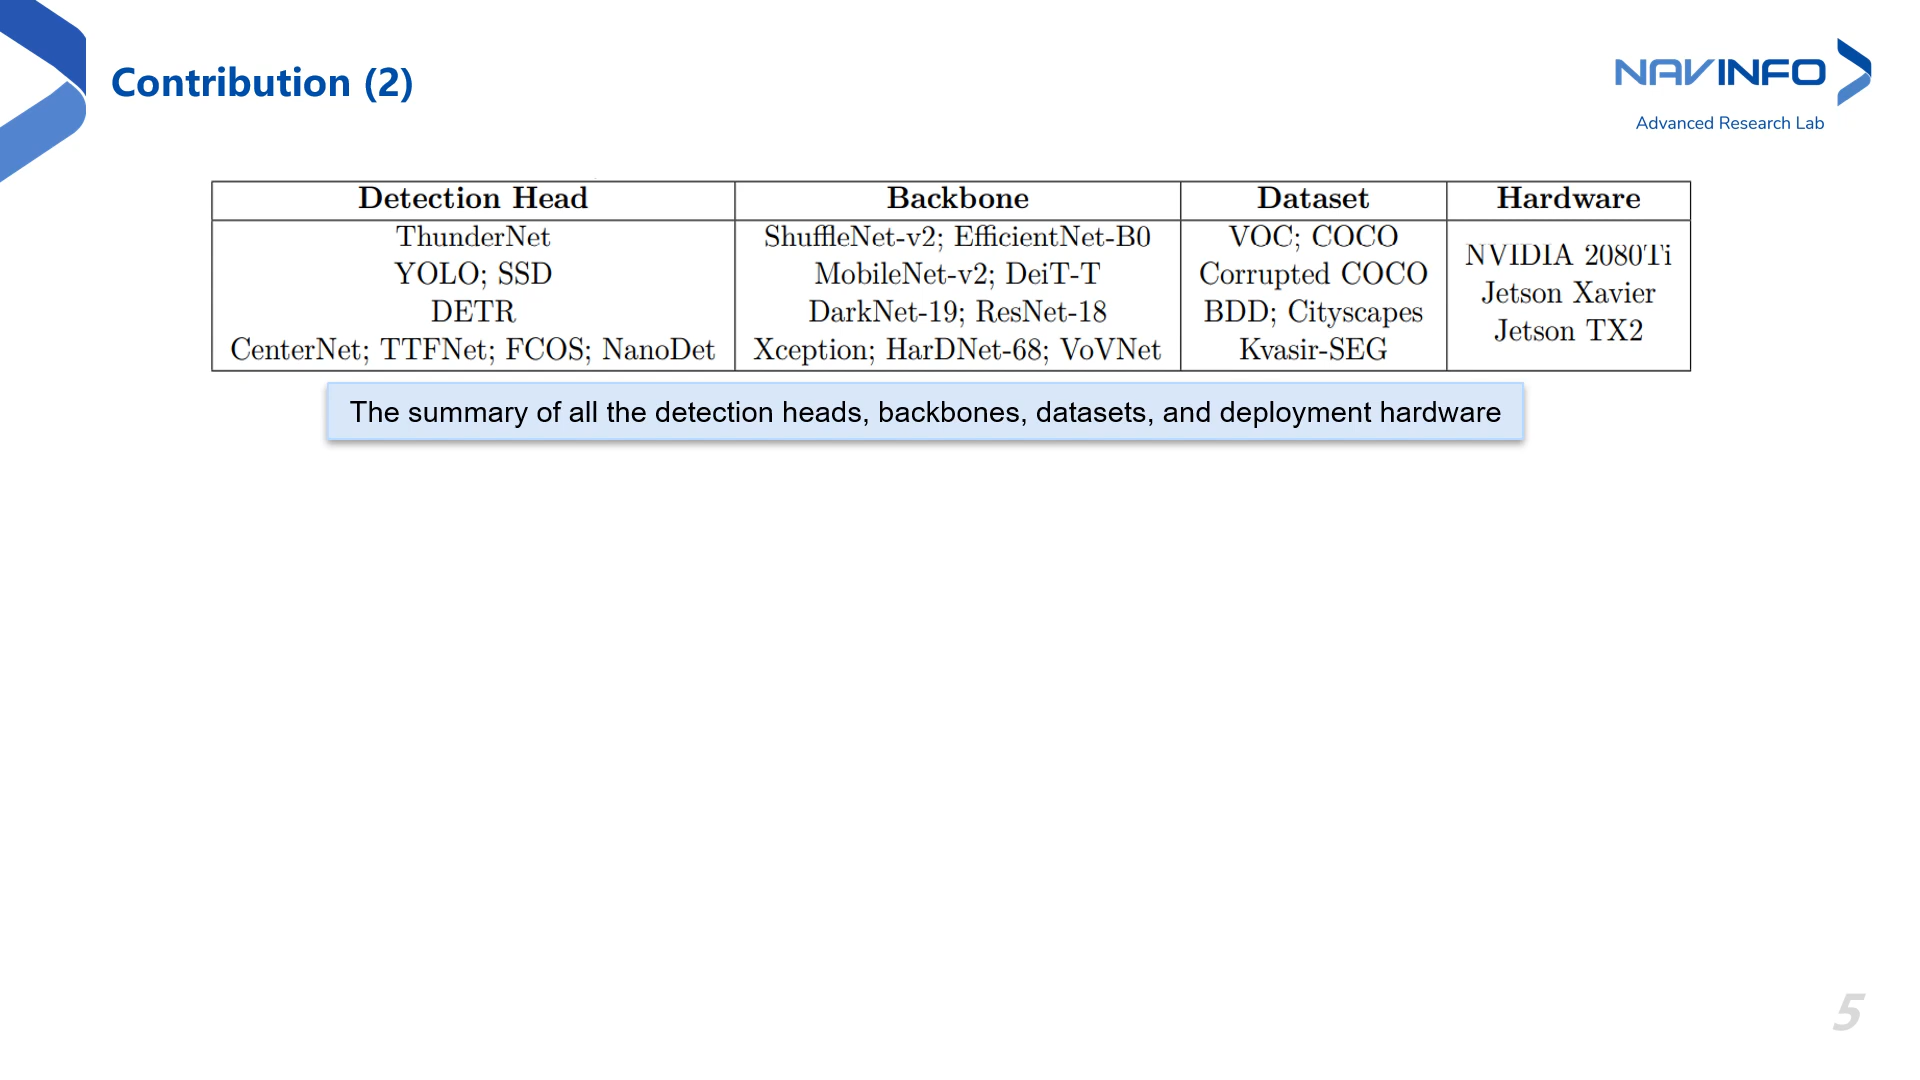 Contribution (2)
NAVINFO
Advanced Research Lab
Detection Head Backbone Dataset Hardware
ThunderNet ShuffleNet-v2; EfficientNet-B0 VOC; COCO
YOLO; SSD MobileNet-v2; DeiT-T Corrupted COCO
DETR DarkNet-19; ResNet-18 BDD; Cityscapes
CenterNet; TTFNet; FCOS; NanoDet Xception; HarDNet-68; VoVNet Kvasir-SEG
NVIDIA 2080Ti
Jetson Xavier
Jetson TX2
The summary of all the detection heads, backbones, datasets, and deployment hardware
5